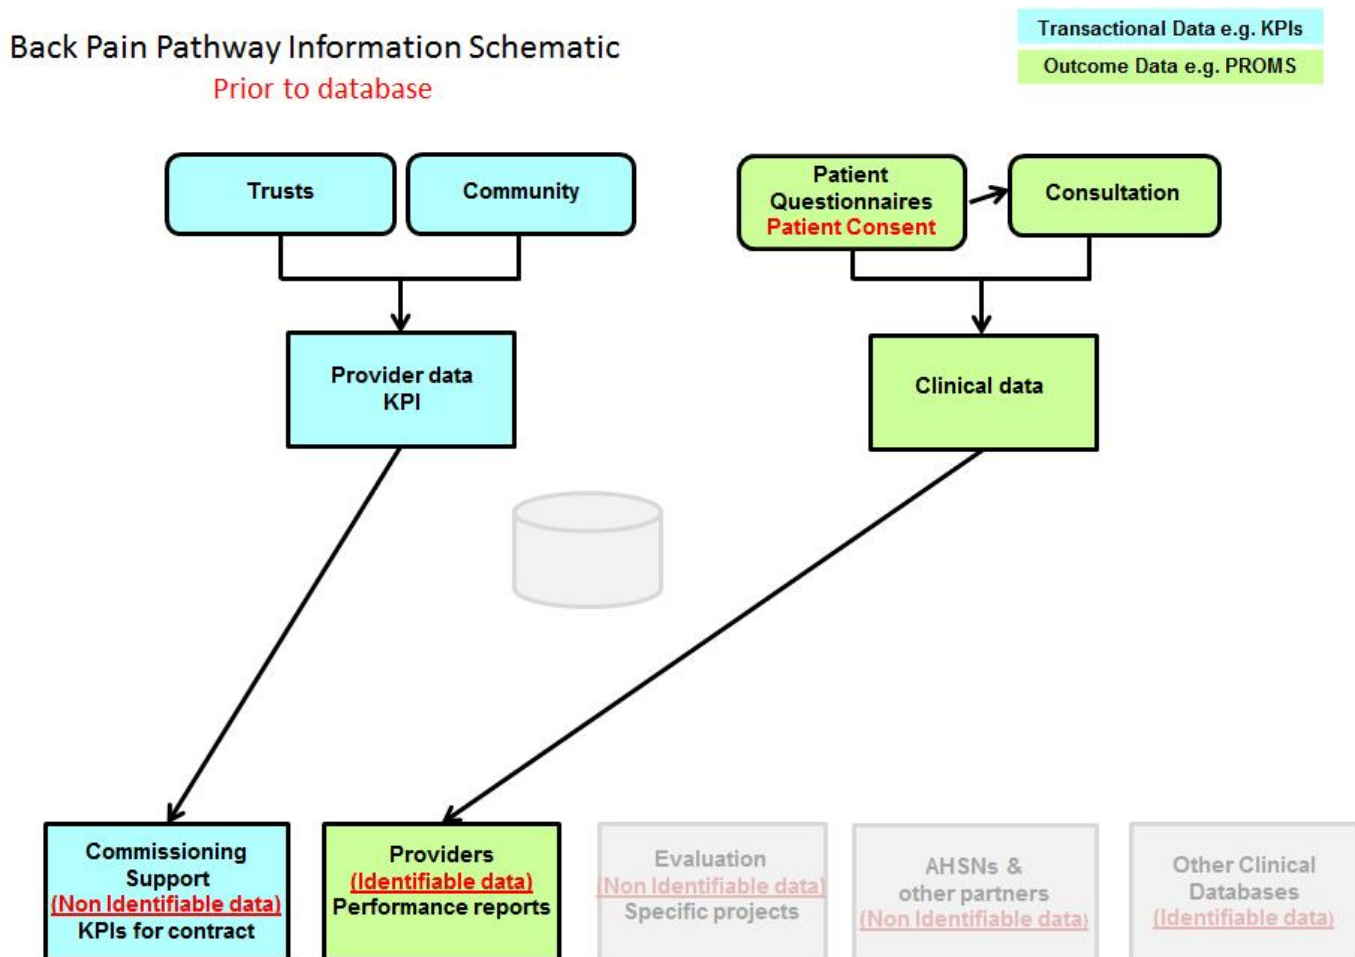 Back Pain Pathway Information Schematic
Prior to database
Transactional Data e.g. KPIs
Outcome Data e.g. PROMS
Trusts
Community
Patient
Questionnaires
Patient Consent
Consultation
Provider data
KPI
Clinical data
Commissioning
Support
(Non Identifiable data)
KPIs for contract
Providers
(Identifiable data)
Performance reports
Evaluation
(Non Identifiable data)
Specific projects
AHSNs &
other partners
(Non Identifiable data)
Other Clinical
Databases
(Identifiable data)